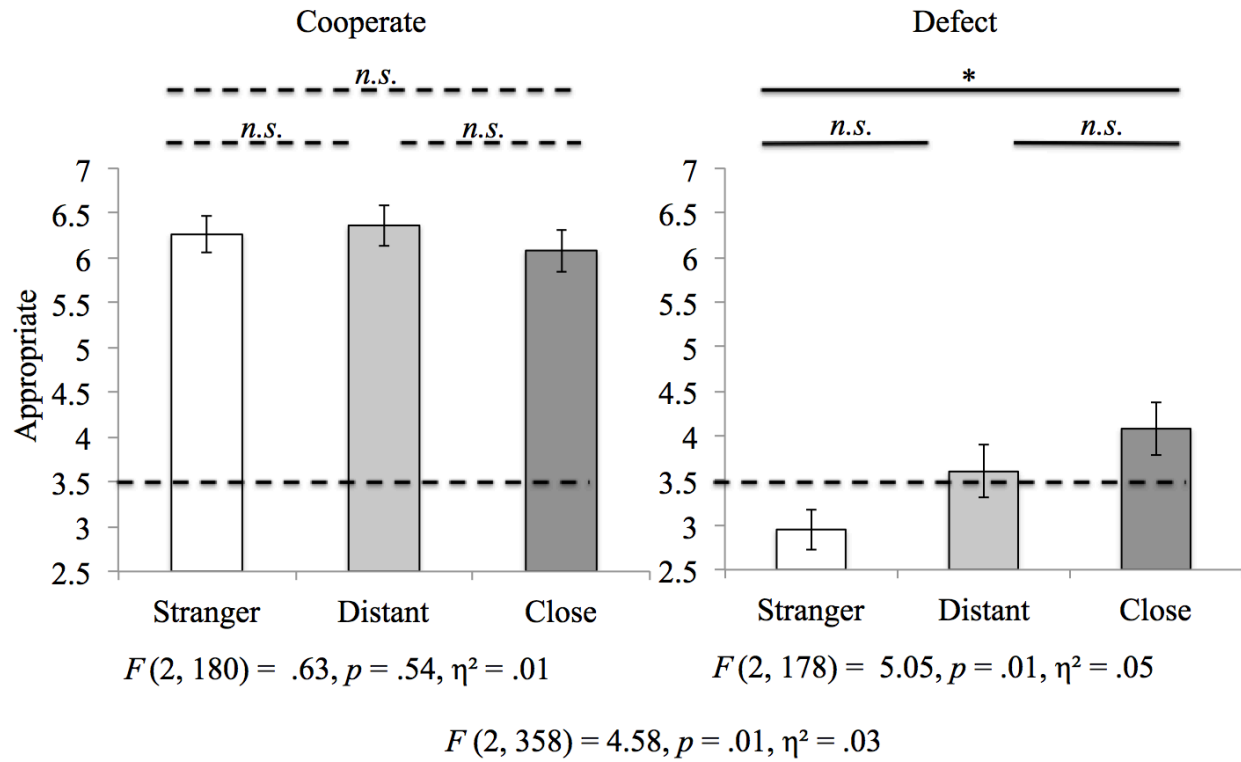 Cooperate
Defect
n.s.
*
n.s. n.s.
n.s. n.s.
Appropriate
7
6.5
6
5.5
5
4.5
4
3.5
3
2.5
Stranger Distant Close
F (2, 180) = .63, p = .54, η² = .01
7
6.5
6
5.5
5
4.5
4
3.5
3
2.5
Stranger Distant Close
F (2, 178) = 5.05, p = .01, η² = .05
F (2, 358) = 4.58, p = .01, η² = .03